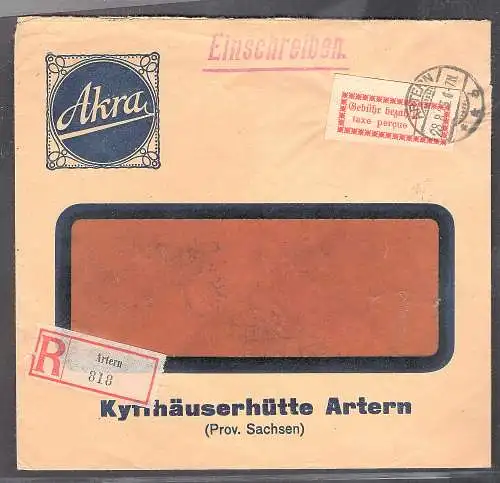 Einschreiben.
Akra
Gebühr bezahlt
taxe perçue
ARTERN
R
Artern
818
Kyffhäuserhütte Artern
(Prov. Sachsen)